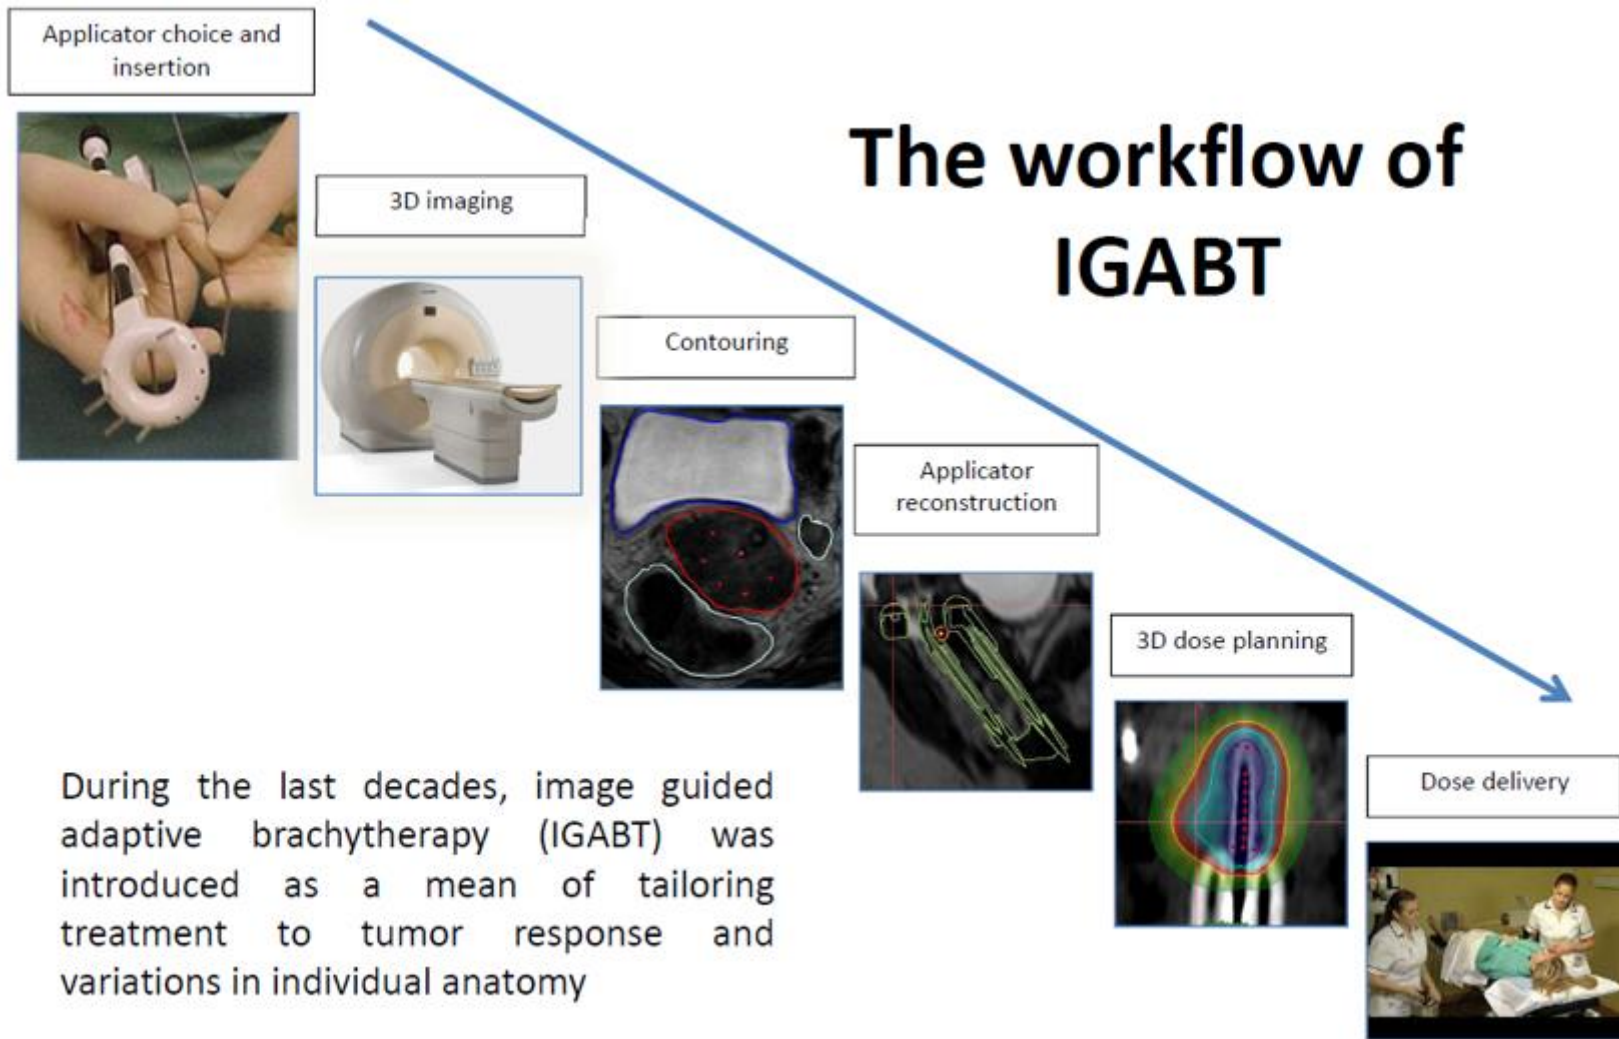 Applicator choice and
insertion
The workflow of
IGABT
3D imaging
Contouring
Applicator
reconstruction
3D dose planning
Dose delivery
During the last decades, image guided
adaptive brachytherapy (IGABT) was
introduced as a mean of tailoring
treatment to tumor response and
variations in individual anatomy